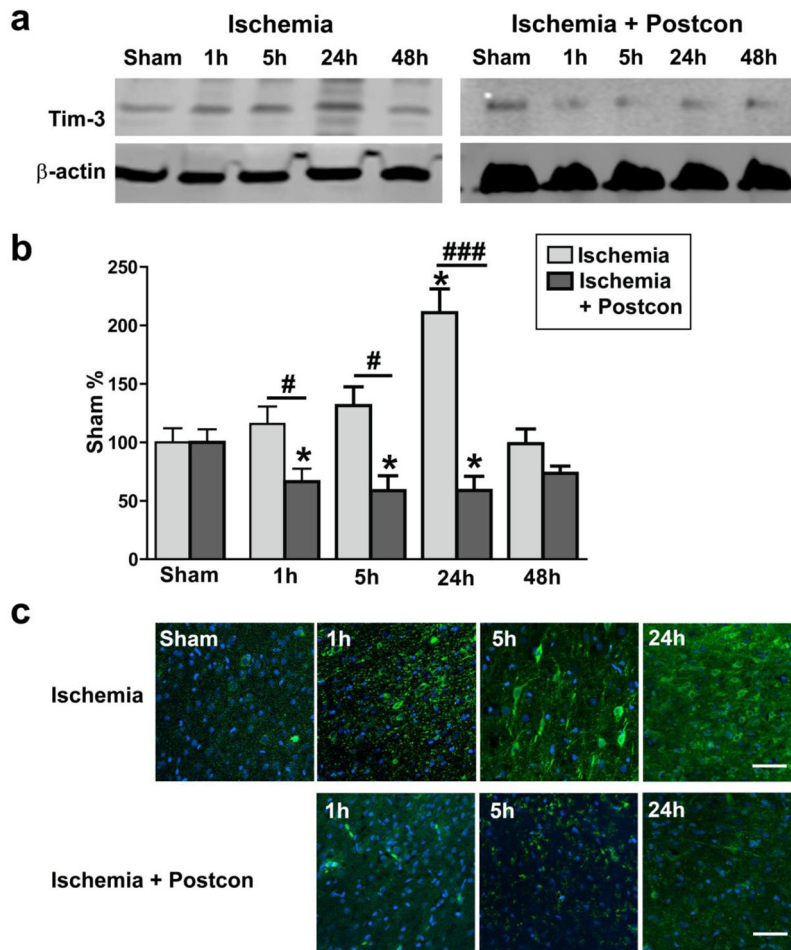 a
Ischemia
Ischemia + Postcon
Sham 1h 5h 24h 48h
Sham 1h 5h 24h 48h
Tim-3
β-actin
b
Ischemia
Ischemia
+ Postcon
###
*
#
#
*
*
*
Sham %
250
200
150
100
50
0
Sham 1h 5h 24h 48h
c
Ischemia
Sham 1h 5h 24h
Ischemia + Postcon
1h 5h 24h